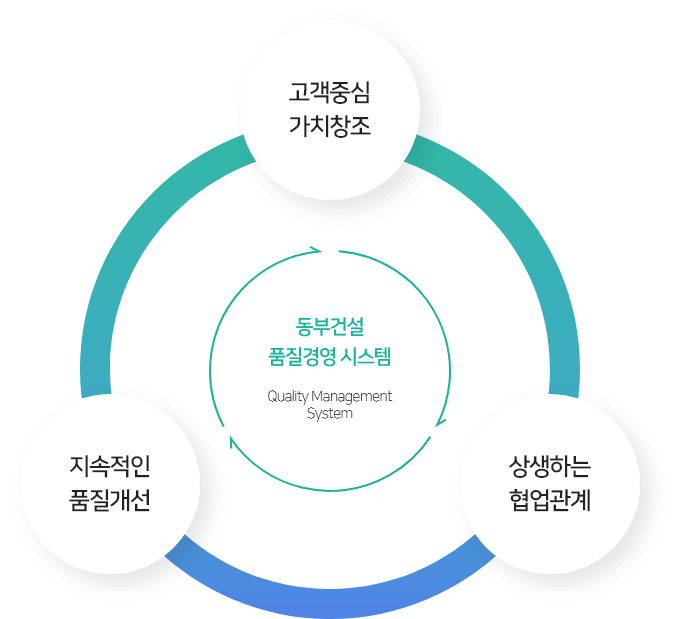 고객중심
가치창조
동부건설
품질경영 시스템
Quality Management
System
지속적인
품질개선
상생하는
협업관계